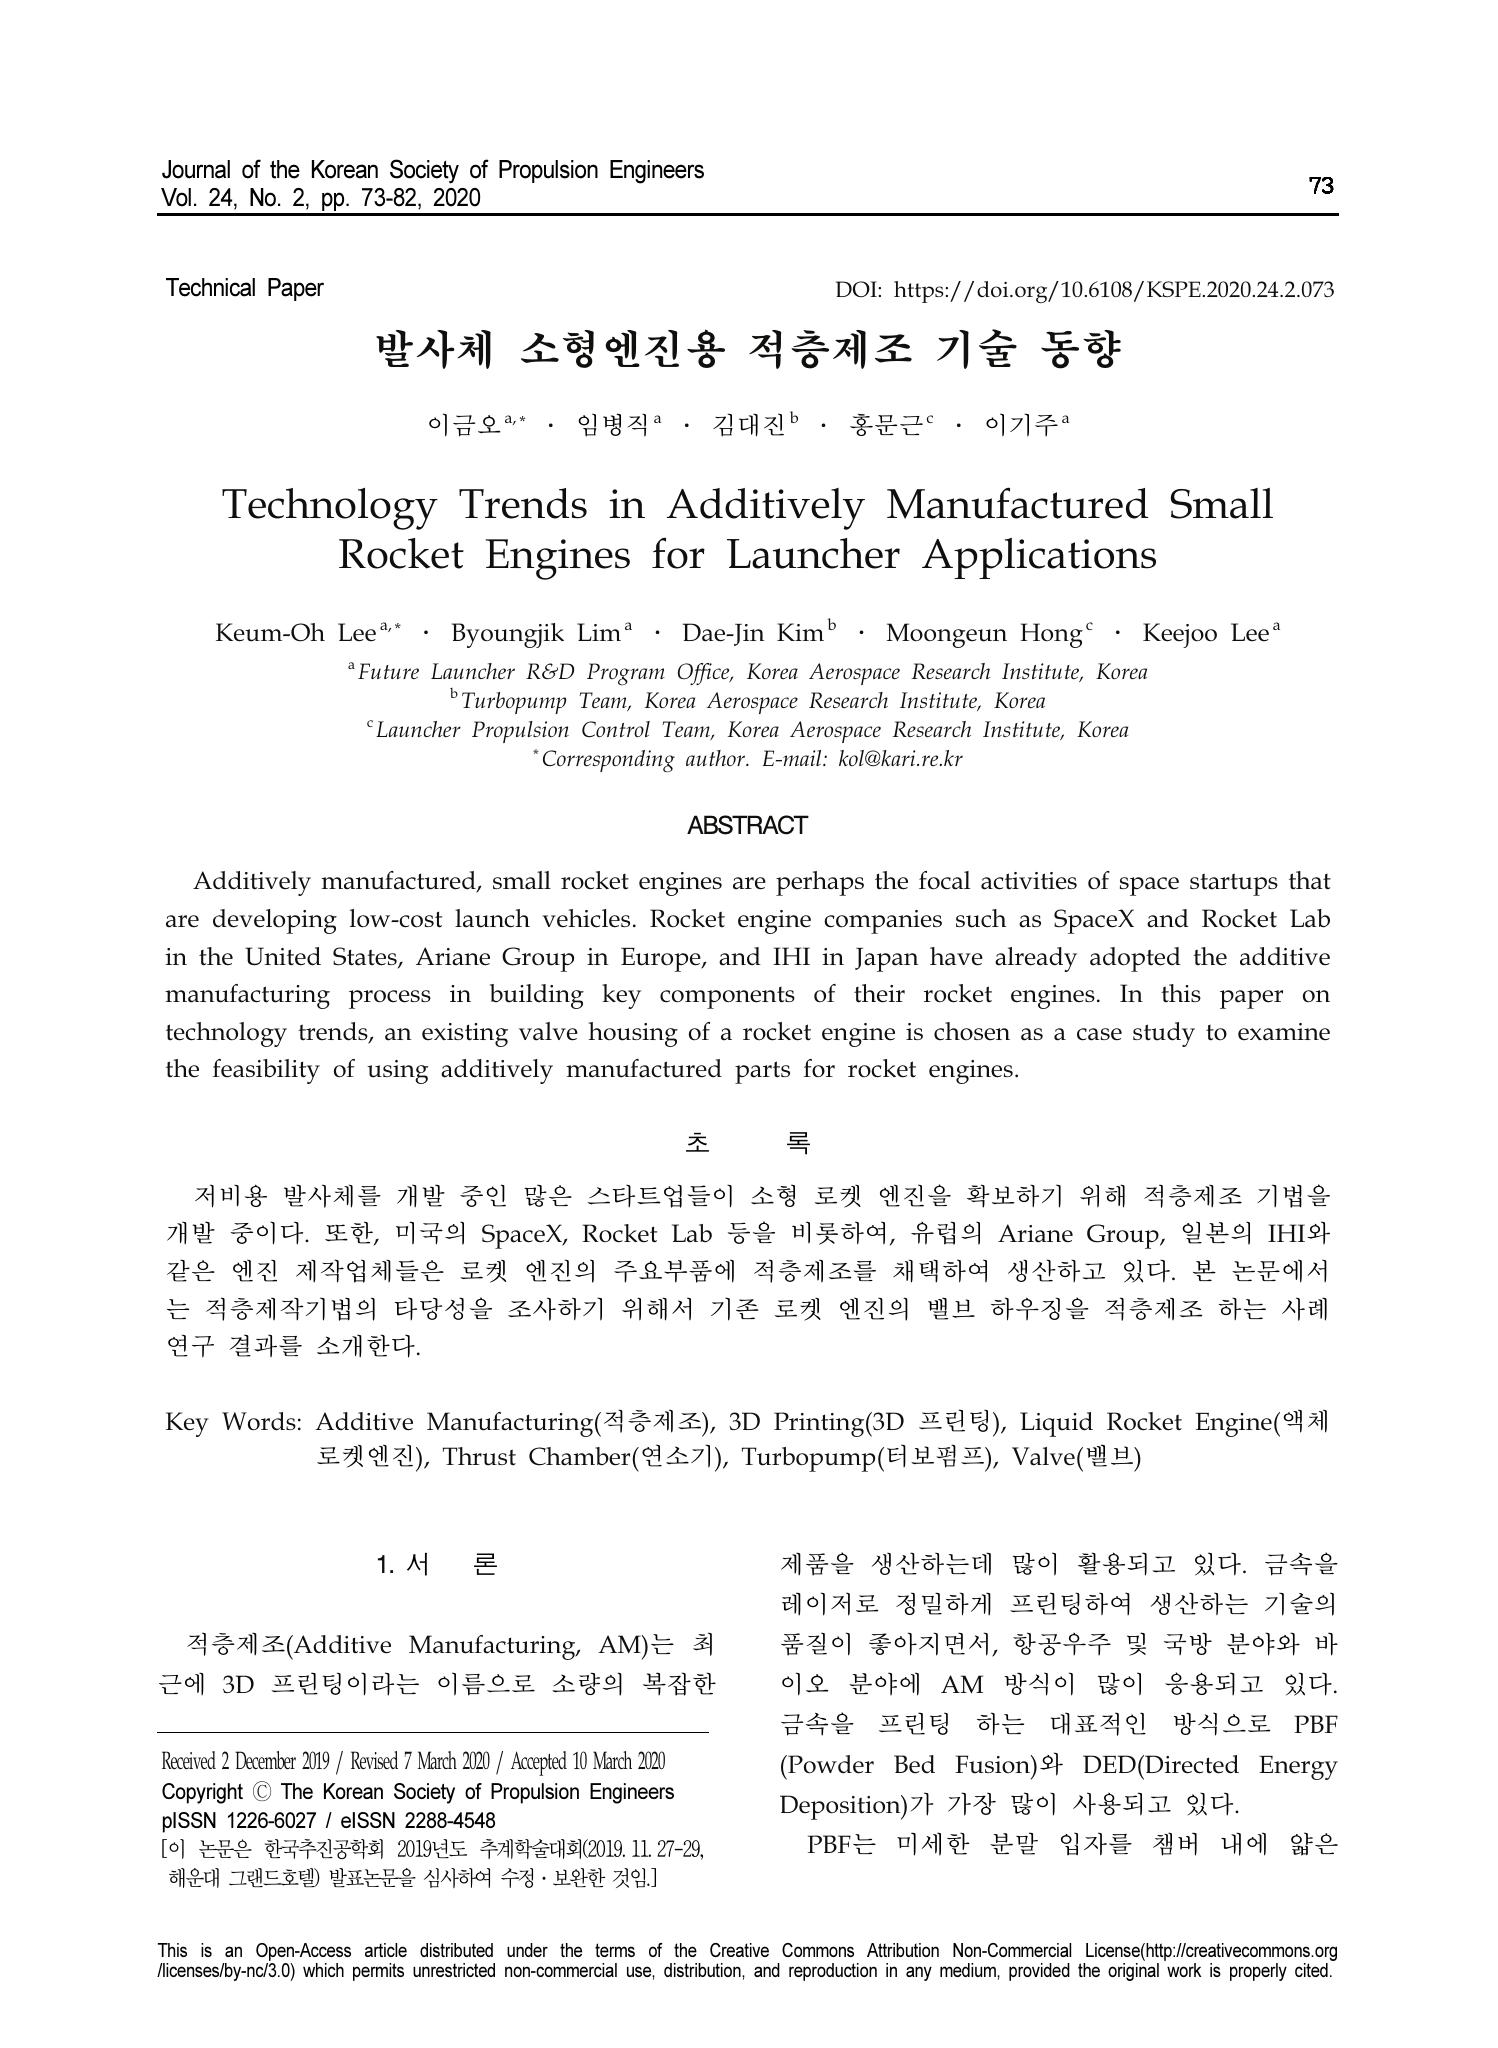 Journal of the Korean Society of Propulsion Engineers
Vol. 24, No. 2, pp. 73-82, 2020
73
Technical Paper
DOI: https://doi.org/10.6108/KSPE.2020.24.2.073
발사체 소형엔진용 적층제조 기술 동향
이금오a,* · 임병직a · 김대진b · 홍문근c · 이기주a
Technology Trends in Additively Manufactured Small
Rocket Engines for Launcher Applications
Keum-Oh Leea,* · Byoungjik Lima · Dae-Jin Kimb · Moongeun Hongc · Keejoo Leea
aFuture Launcher R&D Program Office, Korea Aerospace Research Institute, Korea
bTurbopump Team, Korea Aerospace Research Institute, Korea
cLauncher Propulsion Control Team, Korea Aerospace Research Institute, Korea
*Corresponding author. E-mail: kol@kari.re.kr
ABSTRACT
Additively manufactured, small rocket engines are perhaps the focal activities of space startups that
are developing low-cost launch vehicles. Rocket engine companies such as SpaceX and Rocket Lab
in the United States, Ariane Group in Europe, and IHI in Japan have already adopted the additive
manufacturing process in building key components of their rocket engines. In this paper on
technology trends, an existing valve housing of a rocket engine is chosen as a case study to examine
the feasibility of using additively manufactured parts for rocket engines.
초 록
저비용 발사체를 개발 중인 많은 스타트업들이 소형 로켓 엔진을 확보하기 위해 적층제조 기법을
개발 중이다. 또한, 미국의 SpaceX, Rocket Lab 등을 비롯하여, 유럽의 Ariane Group, 일본의 IHI와
같은 엔진 제작업체들은 로켓 엔진의 주요부품에 적층제조를 채택하여 생산하고 있다. 본 논문에서
는 적층제작기법의 타당성을 조사하기 위해서 기존 로켓 엔진의 밸브 하우징을 적층제조 하는 사례
연구 결과를 소개한다.
Key Words: Additive Manufacturing(적층제조), 3D Printing(3D 프린팅), Liquid Rocket Engine(액체
로켓엔진), Thrust Chamber(연소기), Turbopump(터보펌프), Valve(밸브)
1. 서 론
적층제조(Additive Manufacturing, AM)는 최
근에 3D 프린팅이라는 이름으로 소량의 복잡한
Received 2 December 2019 / Revised 7 March 2020 / Accepted 10 March 2020
Copyright Ⓒ The Korean Society of Propulsion Engineers
pISSN 1226-6027 / eISSN 2288-4548
[이 논문은 한국추진공학회 2019년도 추계학술대회(2019. 11. 27-29,
해운대 그랜드호텔) 발표논문을 심사하여 수정·보완한 것임.]
제품을 생산하는데 많이 활용되고 있다. 금속을
레이저로 정밀하게 프린팅하여 생산하는 기술의
품질이 좋아지면서, 항공우주 및 국방 분야와 바
이오 분야에 AM 방식이 많이 응용되고 있다.
금속을 프린팅 하는 대표적인 방식으로 PBF
(Powder Bed Fusion)와 DED(Directed Energy
Deposition)가 가장 많이 사용되고 있다.
PBF는 미세한 분말 입자를 챔버 내에 얇은
This is an Open-Access article distributed under the terms of the Creative Commons Attribution Non-Commercial License(http://creativecommons.org
/licenses/by-nc/3.0) which permits unrestricted non-commercial use, distribution, and reproduction in any medium, provided the original work is properly cited.